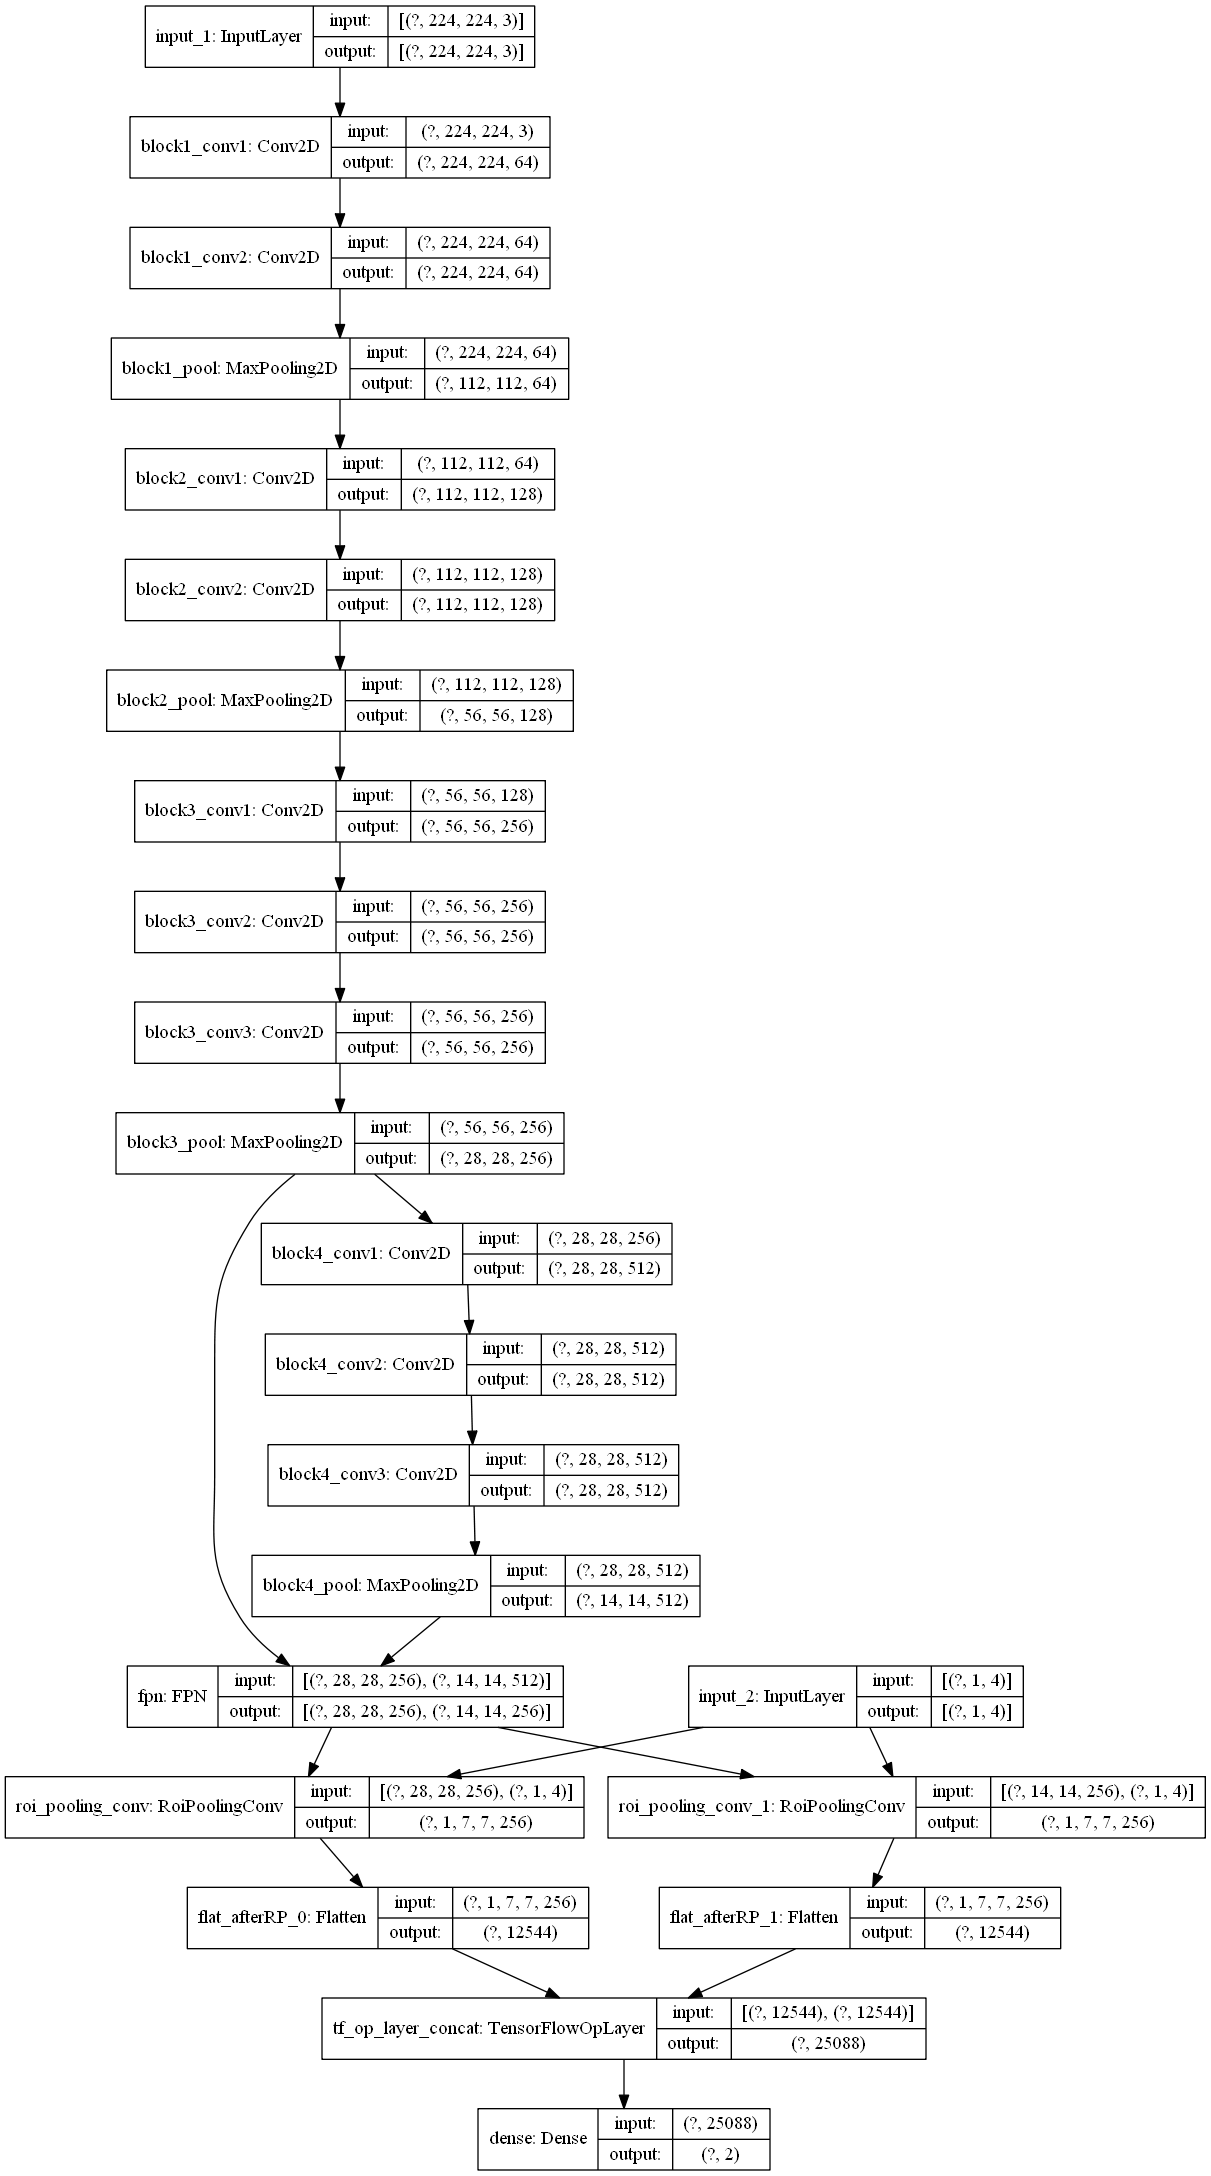 input_1: InputLayer
input: [(?, 224, 224, 3)]
output: [(?, 224, 224, 3)]
block1_conv1: Conv2D
input: (?, 224, 224, 3)
output: (?, 224, 224, 64)
block1_conv2: Conv2D
input: (?, 224, 224, 64)
output: (?, 224, 224, 64)
block1_pool: MaxPooling2D
input: (?, 224, 224, 64)
output: (?, 112, 112, 64)
block2_conv1: Conv2D
input: (?, 112, 112, 64)
output: (?, 112, 112, 128)
block2_conv2: Conv2D
input: (?, 112, 112, 128)
output: (?, 112, 112, 128)
block2_pool: MaxPooling2D
input: (?, 112, 112, 128)
output: (?, 56, 56, 128)
block3_conv1: Conv2D
input: (?, 56, 56, 128)
output: (?, 56, 56, 256)
block3_conv2: Conv2D
input: (?, 56, 56, 256)
output: (?, 56, 56, 256)
block3_conv3: Conv2D
input: (?, 56, 56, 256)
output: (?, 56, 56, 256)
block3_pool: MaxPooling2D
input: (?, 56, 56, 256)
output: (?, 28, 28, 256)
block4_conv1: Conv2D
input: (?, 28, 28, 256)
output: (?, 28, 28, 512)
block4_conv2: Conv2D
input: (?, 28, 28, 512)
output: (?, 28, 28, 512)
block4_conv3: Conv2D
input: (?, 28, 28, 512)
output: (?, 28, 28, 512)
block4_pool: MaxPooling2D
input: (?, 28, 28, 512)
output: (?, 14, 14, 512)
fpn: FPN
input: [(?, 28, 28, 256), (?, 14, 14, 512)]
output: [(?, 28, 28, 256), (?, 14, 14, 256)]
input_2: InputLayer
input: [(?, 1, 4)]
output: [(?, 1, 4)]
roi_pooling_conv: RoiPoolingConv
input: [(?, 28, 28, 256), (?, 1, 4)]
output: (?, 1, 7, 7, 256)
roi_pooling_conv_1: RoiPoolingConv
input: [(?, 14, 14, 256), (?, 1, 4)]
output: (?, 1, 7, 7, 256)
flat_afterRP_0: Flatten
input: (?, 1, 7, 7, 256)
output: (?, 12544)
flat_afterRP_1: Flatten
input: (?, 1, 7, 7, 256)
output: (?, 12544)
tf_op_layer_concat: TensorFlowOpLayer
input: [(?, 12544), (?, 12544)]
output: (?, 25088)
dense: Dense
input: (?, 25088)
output: (?, 2)